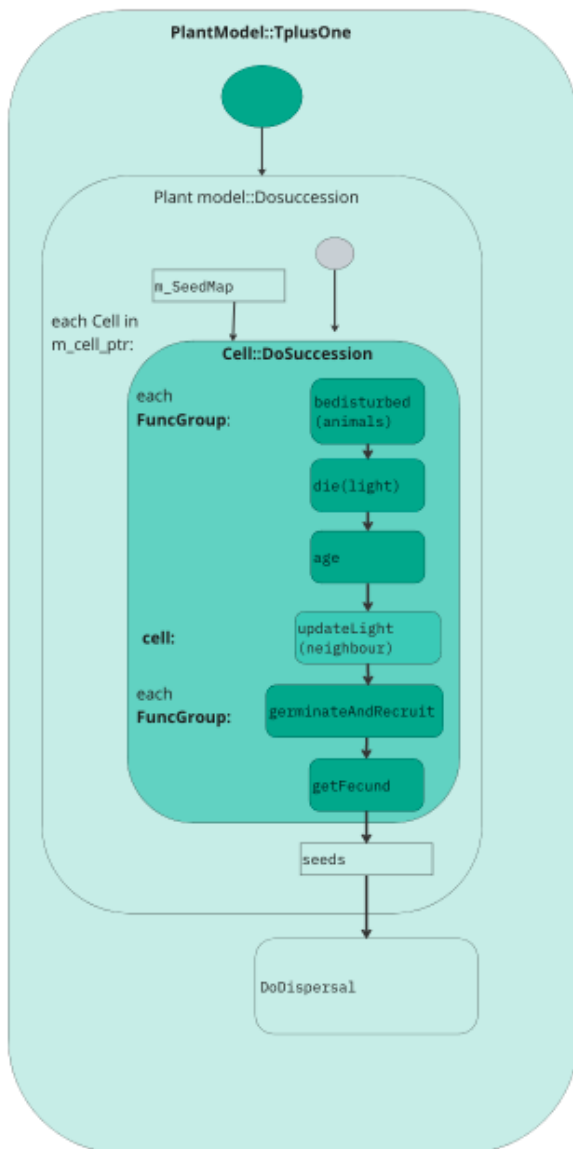 PlantModel::TplusOne
Plant model::Dosuccession
m_SeedMap
each Cell in
m_cell_ptr:
Cell::DoSuccession
each
FuncGroup:
bedisturbed
(animals)
die(light)
age
cell:
updateLight
(neighbour)
each
FuncGroup:
germinateAndRecruit
getFecund
seeds
DoDispersal